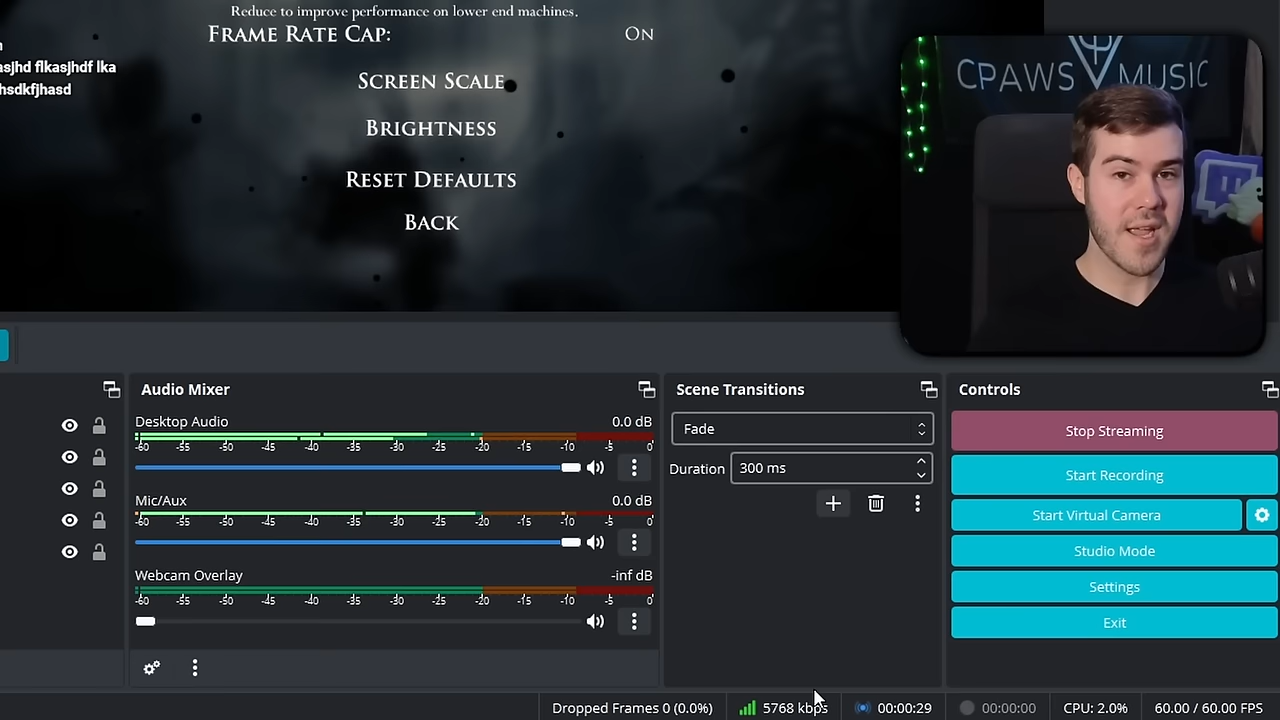 Reduce to improve performance on lower end machines.
FRAME RATE CAP: ON
asjhd flkasjhdf lka
hsdkfjhasd
SCREEN SCALE
BRIGHTNESS
RESET DEFAULTS
BACK
CPAWS MUSIC
Audio Mixer
Desktop Audio 0.0 dB
-60 -55 -50 -45 -40 -35 -30 -25 -20 -15 -10 -5 0
Mic/Aux 0.0 dB
-60 -55 -50 -45 -40 -35 -30 -25 -20 -15 -10 -5 0
Webcam Overlay -inf dB
-60 -55 -50 -45 -40 -35 -30 -25 -20 -15 -10 -5 0
Scene Transitions
Fade
Duration 300 ms
Controls
Stop Streaming
Start Recording
Start Virtual Camera
Studio Mode
Settings
Exit
Dropped Frames 0 (0.0%) 5768 kbps 00:00:29 00:00:00 CPU: 2.0% 60.00 / 60.00 FPS